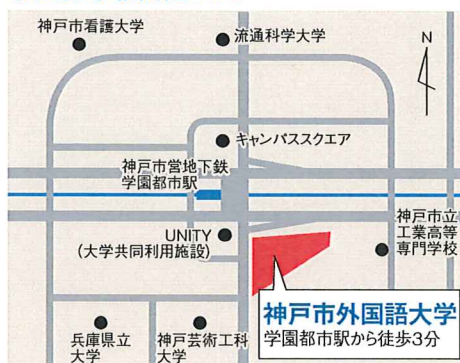 神戸市看護大学
流通科学大学
N
キャンパススクエア
神戸市営地下鉄
学園都市駅
UNITY
(大学共同利用施設)
神戸市立
工業高等
専門学校
神戸市外国語大学
学園都市駅から徒歩3分
兵庫県立
大学
神戸芸術工科
大学